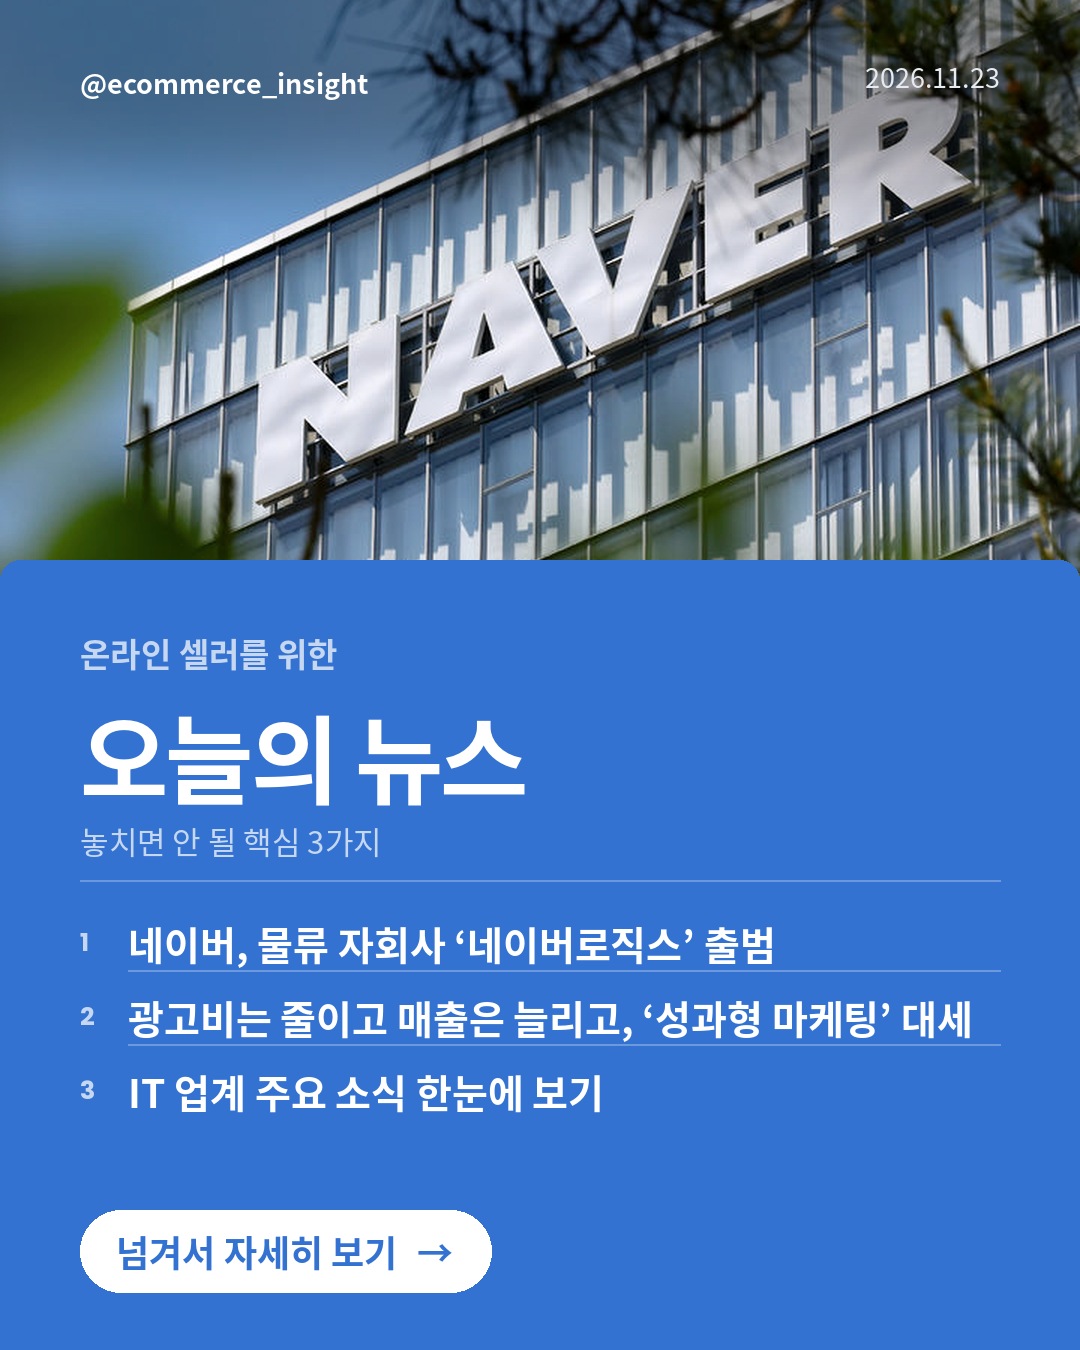 @ecommerce_insight
2026.11.23
NAVER
온라인 셀러를 위한
오늘의 뉴스
놓치면 안 될 핵심 3가지
1 네이버, 물류 자회사 ‘네이버로직스’ 출범
2 광고비는 줄이고 매출은 늘리고, ‘성과형 마케팅’ 대세
3 IT 업계 주요 소식 한눈에 보기
넘겨서 자세히 보기 →